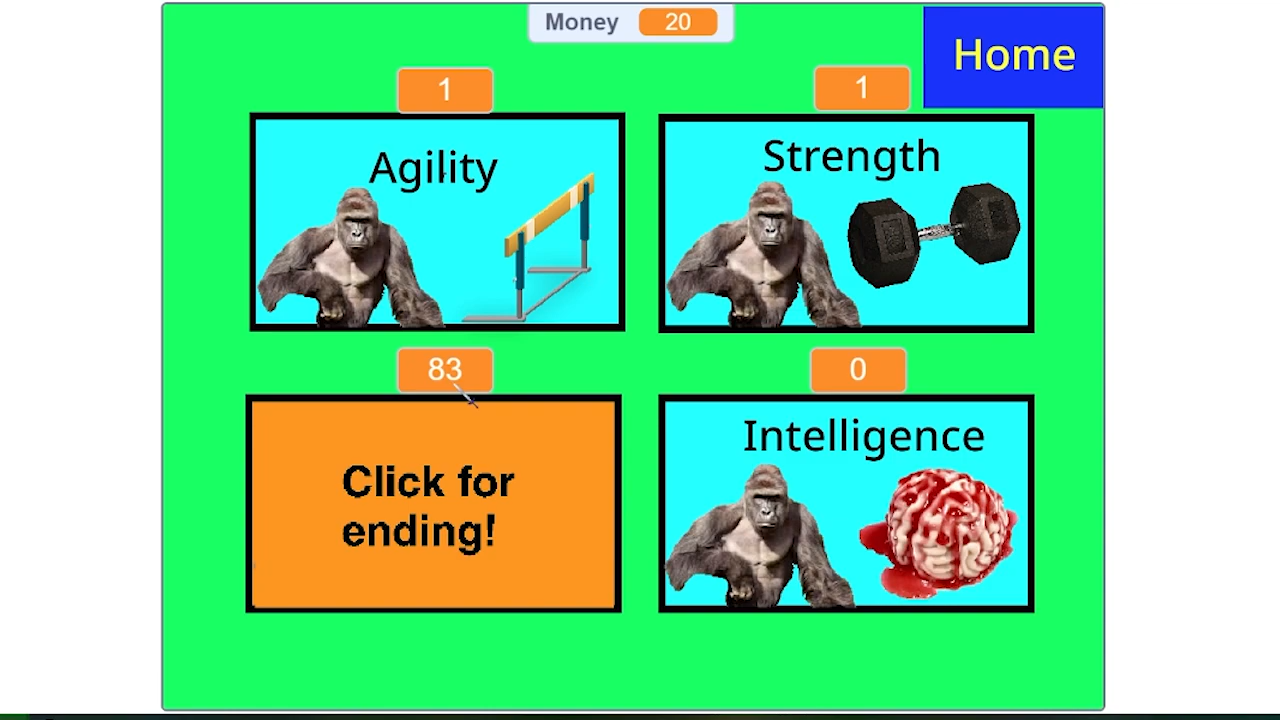 Money 20
Home
1
1
Agility
Strength
83
0
Click for
ending!
Intelligence